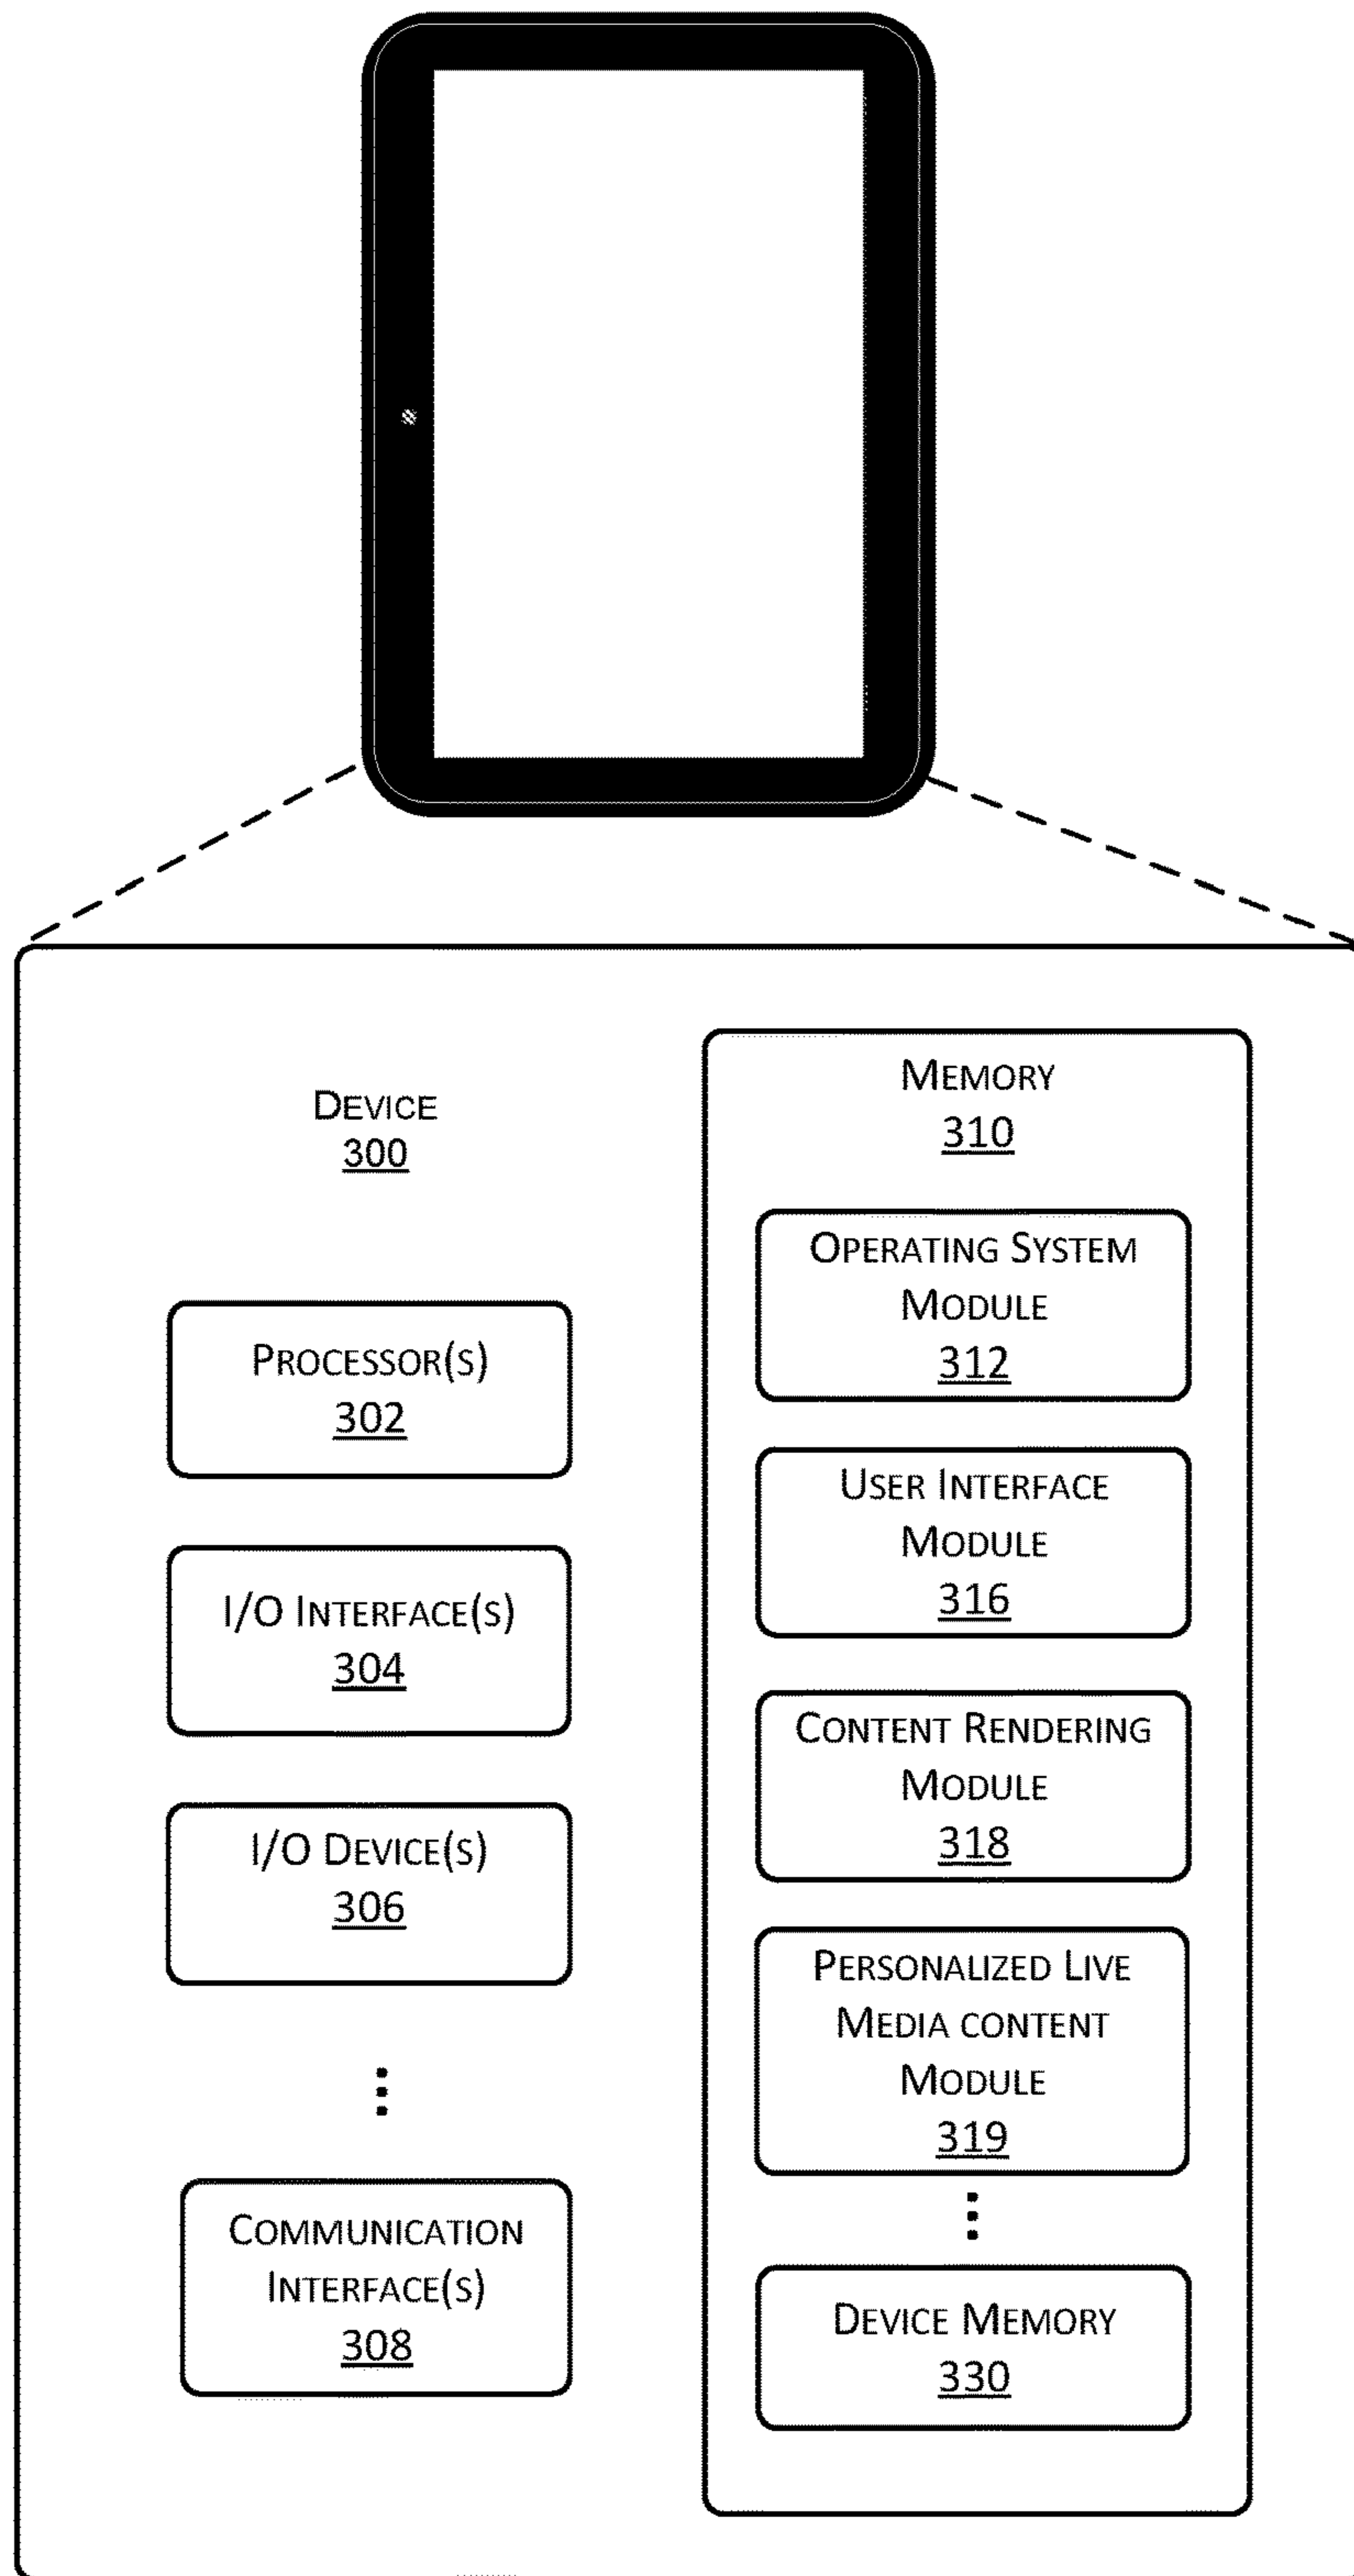 DEVICE
300
PROCESSOR(S)
302
I/O INTERFACE(S)
304
I/O DEVICE(S)
306
COMMUNICATION
INTERFACE(S)
308
MEMORY
310
OPERATING SYSTEM
MODULE
312
USER INTERFACE
MODULE
316
CONTENT RENDERING
MODULE
318
PERSONALIZED LIVE
MEDIA CONTENT
MODULE
319
DEVICE MEMORY
330